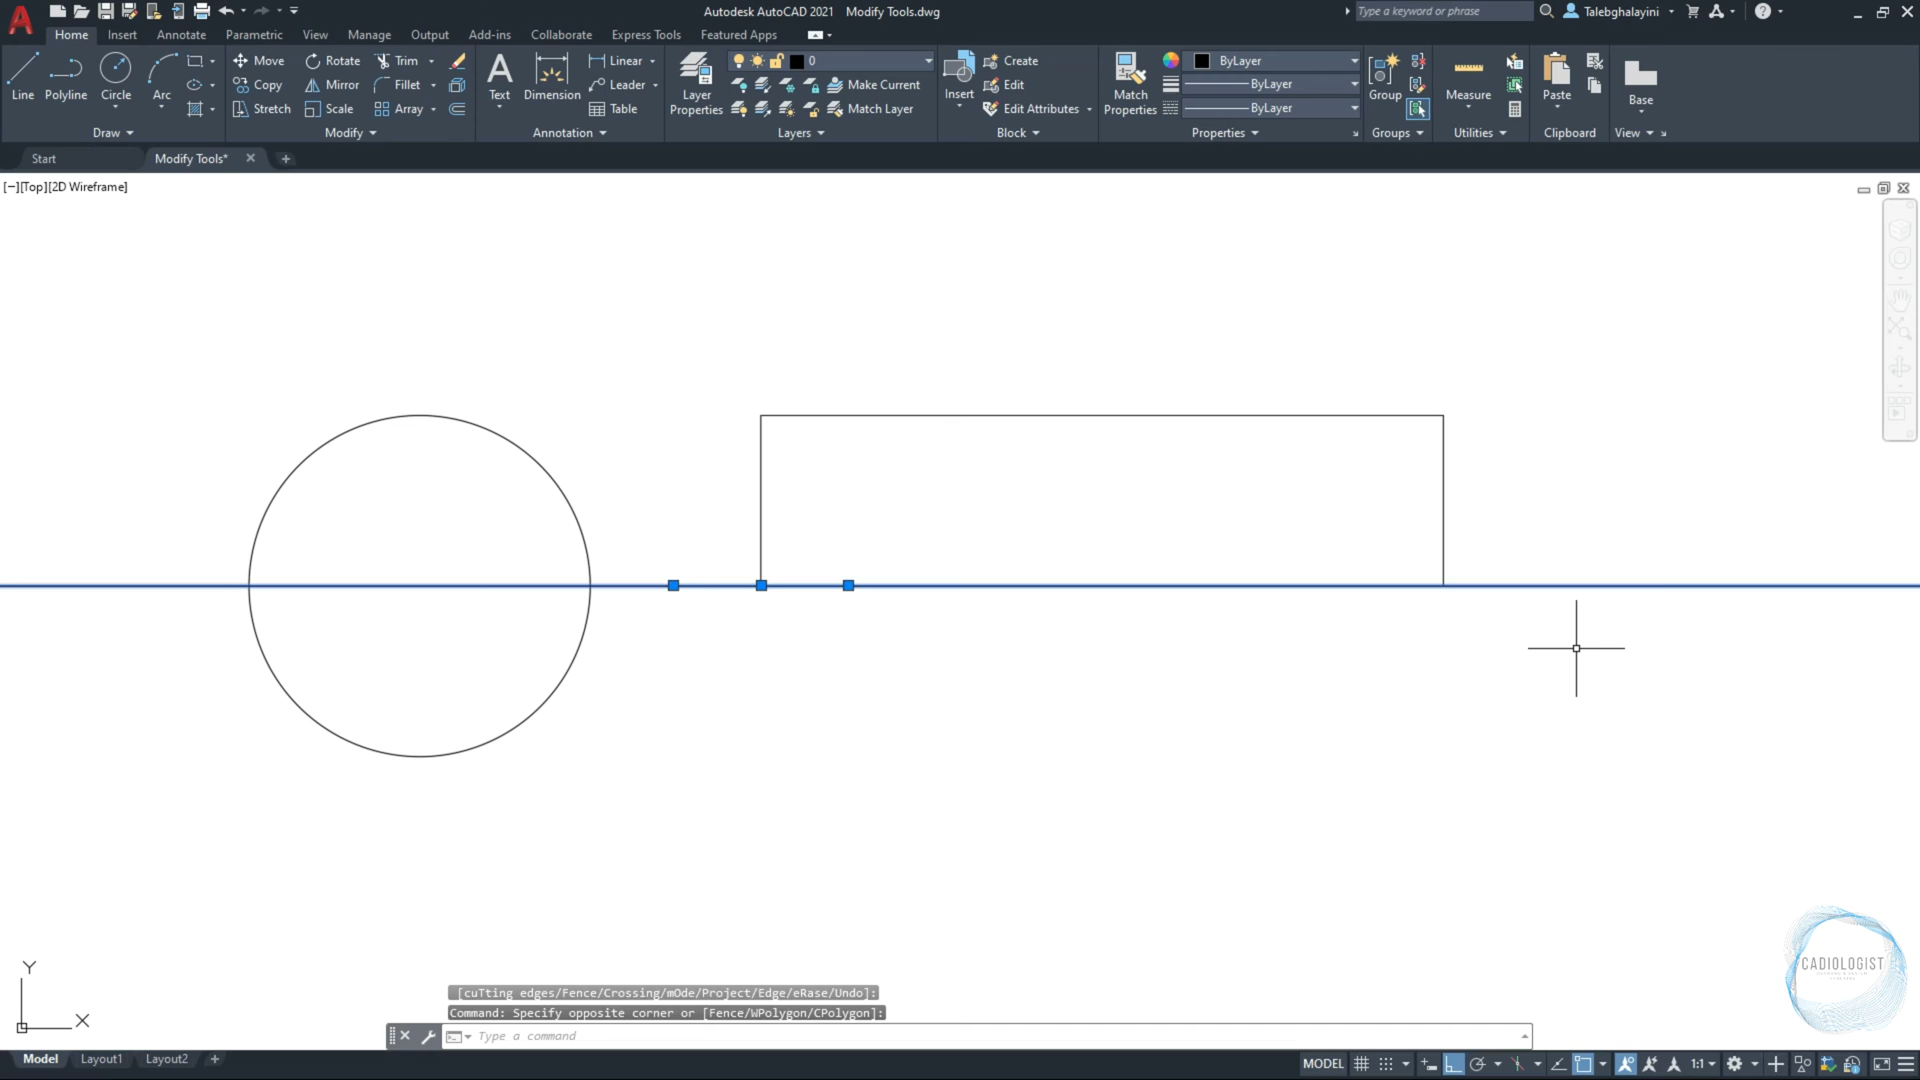 Autodesk AutoCAD 2021 Modify Tools.dwg
Type a keyword or phrase
Talebghalayini
Home Insert Annotate Parametric View Manage Output Add-ins Collaborate Express Tools Featured Apps
Line Polyline Circle Arc
Draw
Move Rotate Trim
Copy Mirror Fillet
Stretch Scale Array
Modify
Text Dimension
Linear
Leader
Table
Annotation
Layer Properties
0
Make Current
Match Layer
Layers
Insert
Create
Edit
Edit Attributes
Block
Match Properties
ByLayer
ByLayer
ByLayer
Properties
Group
Groups
Measure
Utilities
Paste
Clipboard
Base
View
Start Modify Tools*
[−][Top][2D Wireframe]
Y
X
CADIOLOGIST
[cuTting edges/Fence/Crossing/mOde/Project/Edge/eRase/Undo]:
Command: Specify opposite corner or [Fence/WPolygon/CPolygon]:
Type a command
Model Layout1 Layout2 +
MODEL 1:1